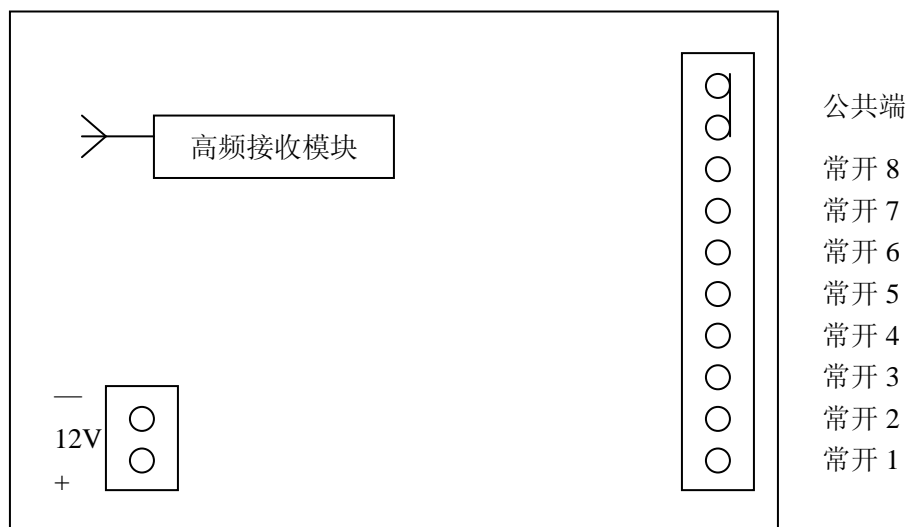 公共端
高频接收模块
常开 8
常开 7
常开 6
常开 5
常开 4
常开 3
常开 2
常开 1
—
12V
+